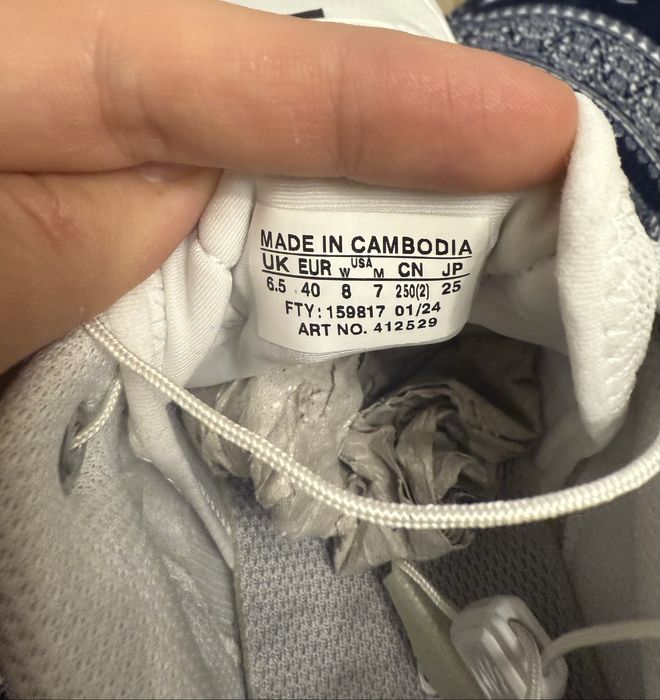 MADE IN CAMBODIA
UK EUR W USA M CN JP
6.5 40 8 7 250(2) 25
FTY: 159817 01/24
ART NO. 412529